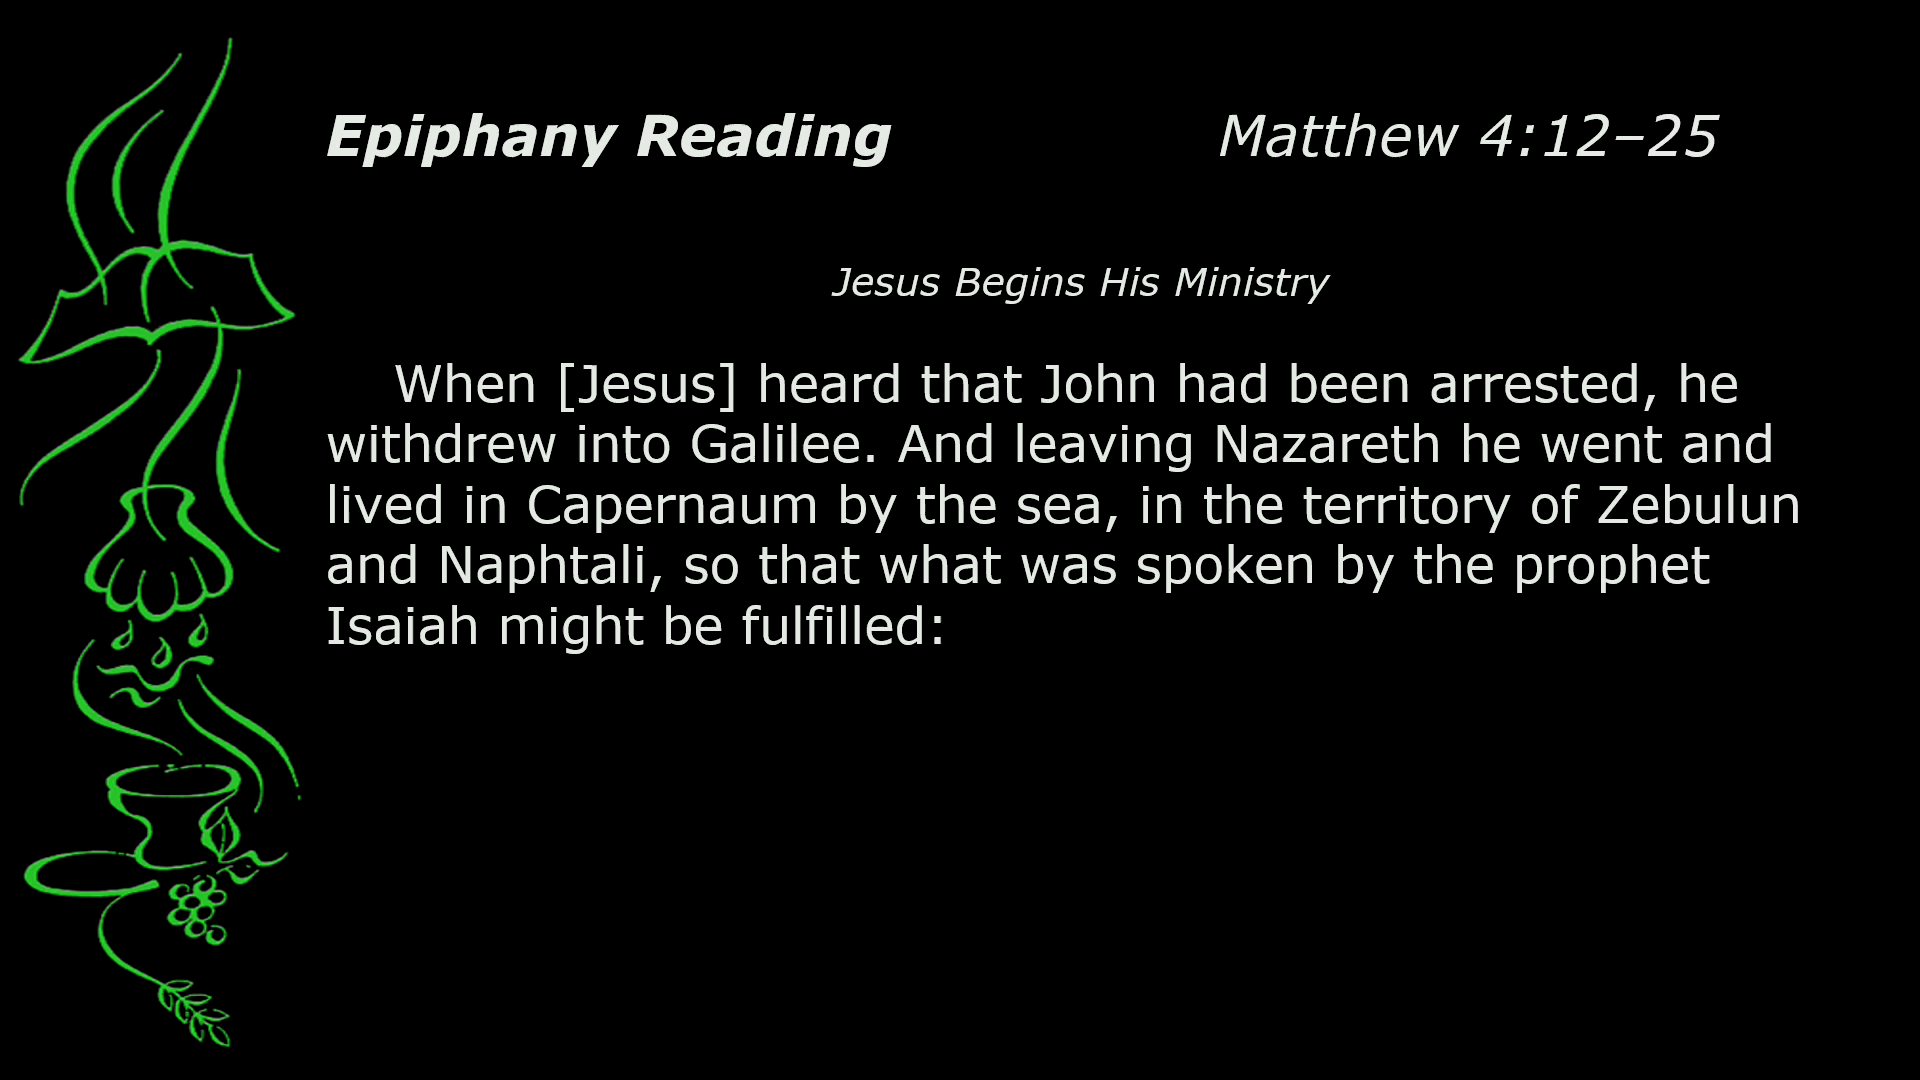 Epiphany Reading Matthew 4:12–25
Jesus Begins His Ministry
When [Jesus] heard that John had been arrested, he
withdrew into Galilee. And leaving Nazareth he went and
lived in Capernaum by the sea, in the territory of Zebulun
and Naphtali, so that what was spoken by the prophet
Isaiah might be fulfilled: